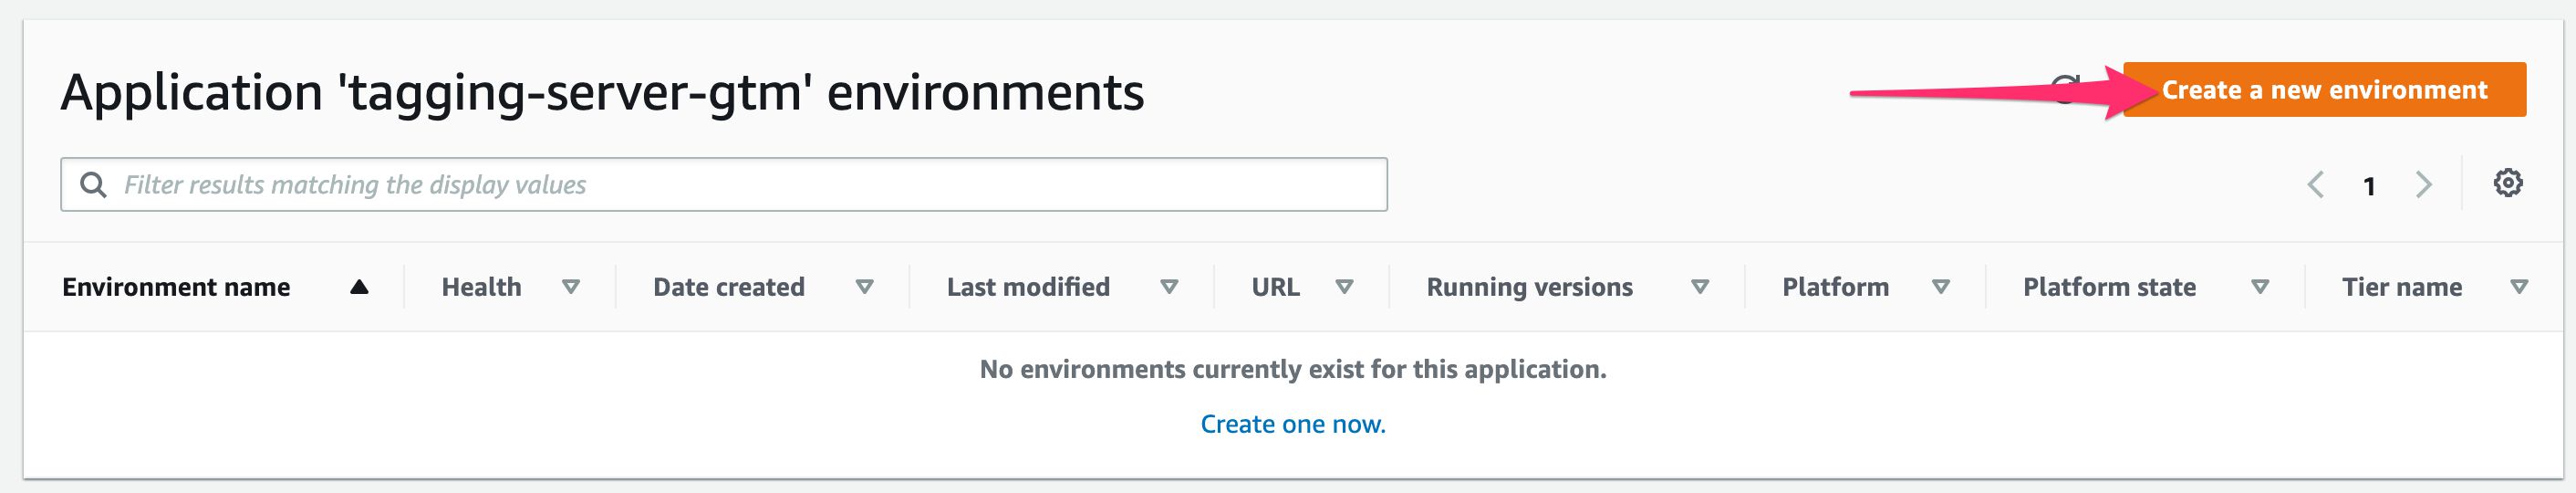 Application 'tagging-server-gtm' environments
Create a new environment
Filter results matching the display values
1
Environment name Health Date created Last modified URL Running versions Platform Platform state Tier name
No environments currently exist for this application.
Create one now.